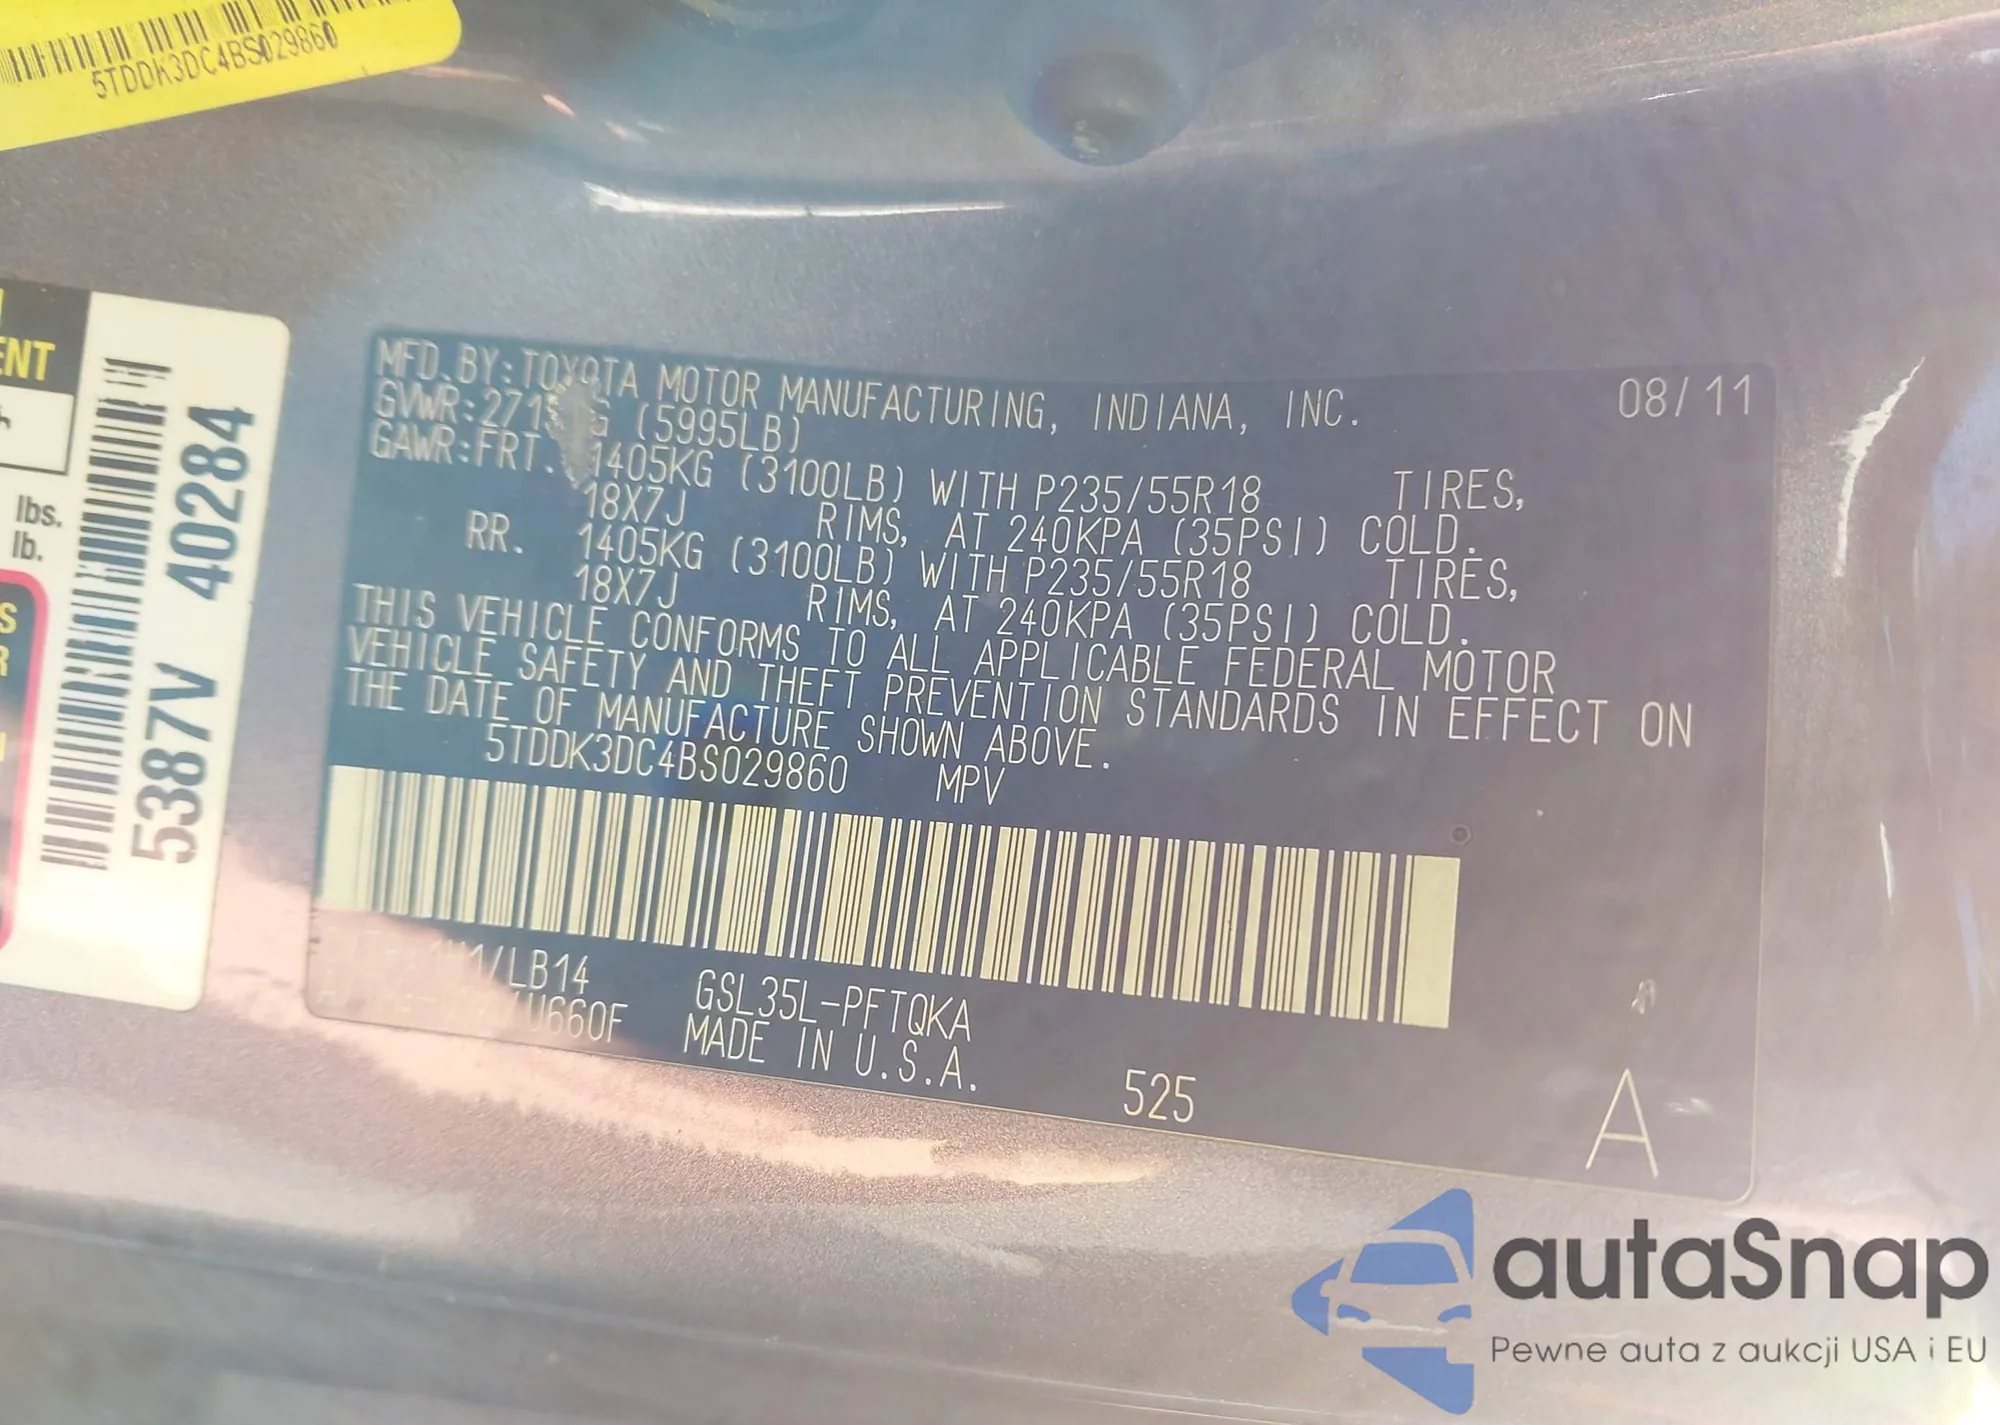 5TDDK3DC4BS029860
ENT
lbs.
lb.
5387V 40284
MFD.BY:TOYOTA MOTOR MANUFACTURING, INDIANA, INC. 08/11
(5995LB)
GAWR:FRT. 1405KG (3100LB) WITH P235/55R18 TIRES,
18X7J RIMS, AT 240KPA (35PSI) COLD.
RR. 1405KG (3100LB) WITH P235/55R18 TIRES,
18X7J RIMS, AT 240KPA (35PSI) COLD.
THIS VEHICLE CONFORMS TO ALL APPLICABLE FEDERAL MOTOR
VEHICLE SAFETY AND THEFT PREVENTION STANDARDS IN EFFECT ON
THE DATE OF MANUFACTURE SHOWN ABOVE.
5TDDK3DC4BS029860 MPV
/LB14 GSL35L-PFTQKA
/U660F MADE IN U.S.A.
525
A
autaSnap
Pewne auta z aukcji USA i EU